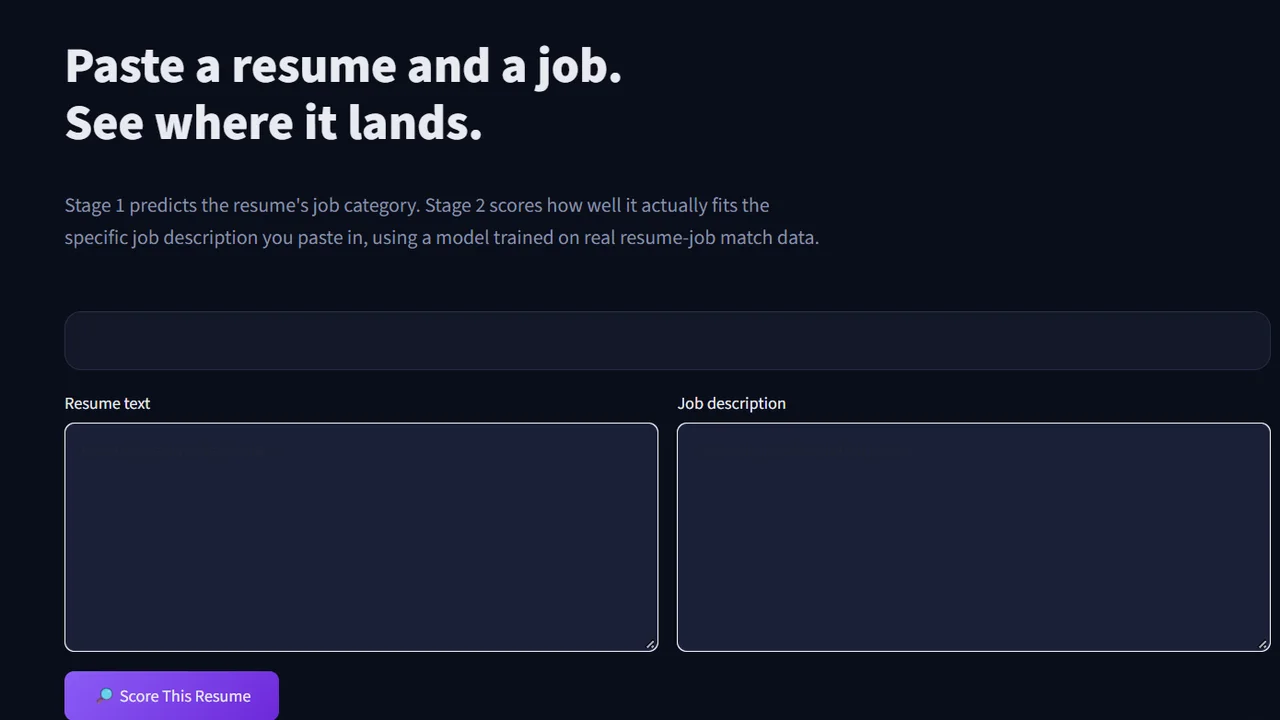 Paste a resume and a job.
See where it lands.
Stage 1 predicts the resume's job category. Stage 2 scores how well it actually fits the
specific job description you paste in, using a model trained on real resume-job match data.
Resume text
Job description
🔎 Score This Resume